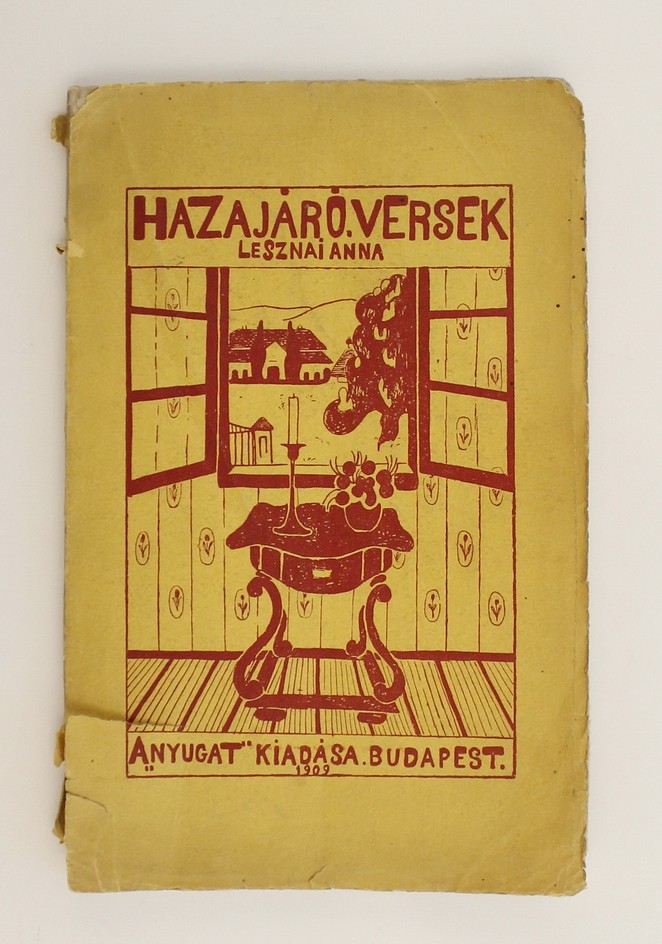 HAZAJÁRÓ.VERSEK
LESZNAI ANNA
A „NYUGAT” KIADÁSA. BUDAPEST.
1909